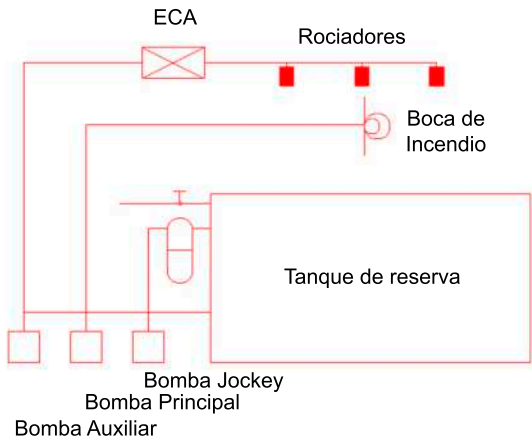 ECA
Rociadores
Boca de
Incendio
Tanque de reserva
Bomba Jockey
Bomba Principal
Bomba Auxiliar